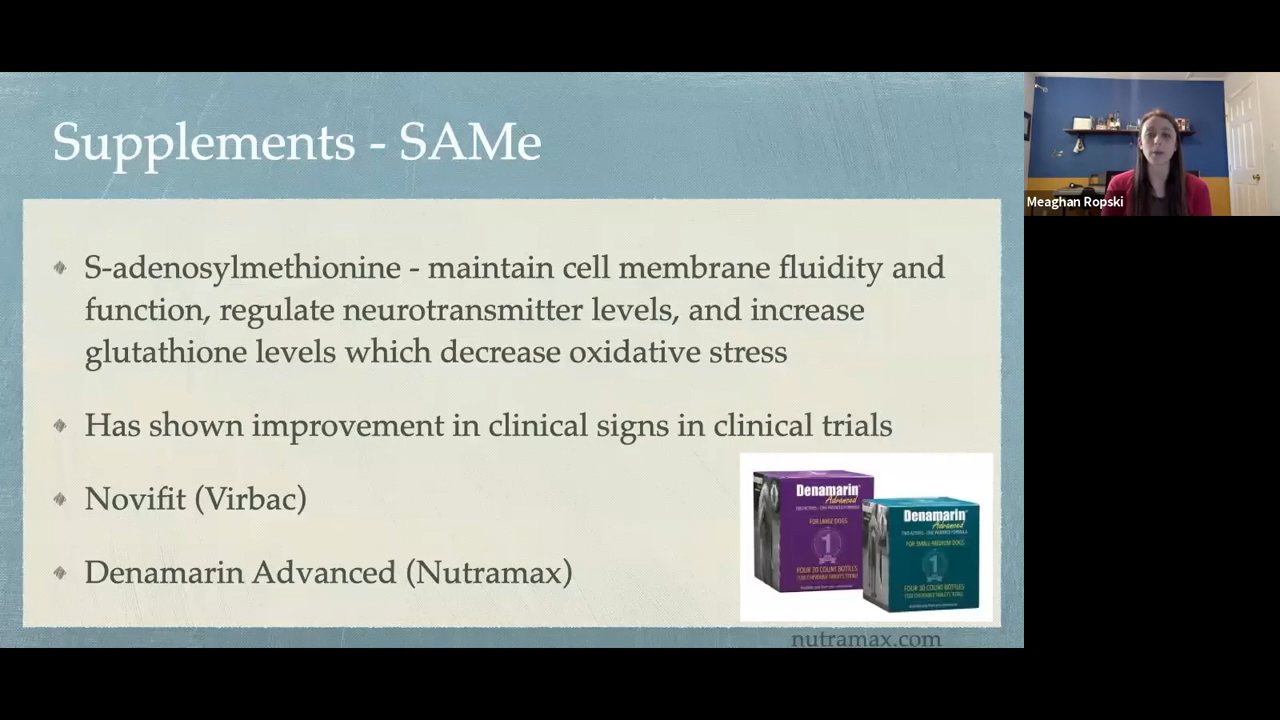 Supplements - SAMe
S-adenosylmethionine - maintain cell membrane fluidity and
function, regulate neurotransmitter levels, and increase
glutathione levels which decrease oxidative stress
Has shown improvement in clinical signs in clinical trials
Novifit (Virbac)
Denamarin Advanced (Nutramax)
Denamarin
Advanced
FOR LARGE DOGS
1
FOUR 30 COUNT BOTTLES
Denamarin
Advanced
FOR SMALL-MEDIUM DOGS
1
FOUR 30 COUNT BOTTLES
nutramax.com
Meaghan Ropski